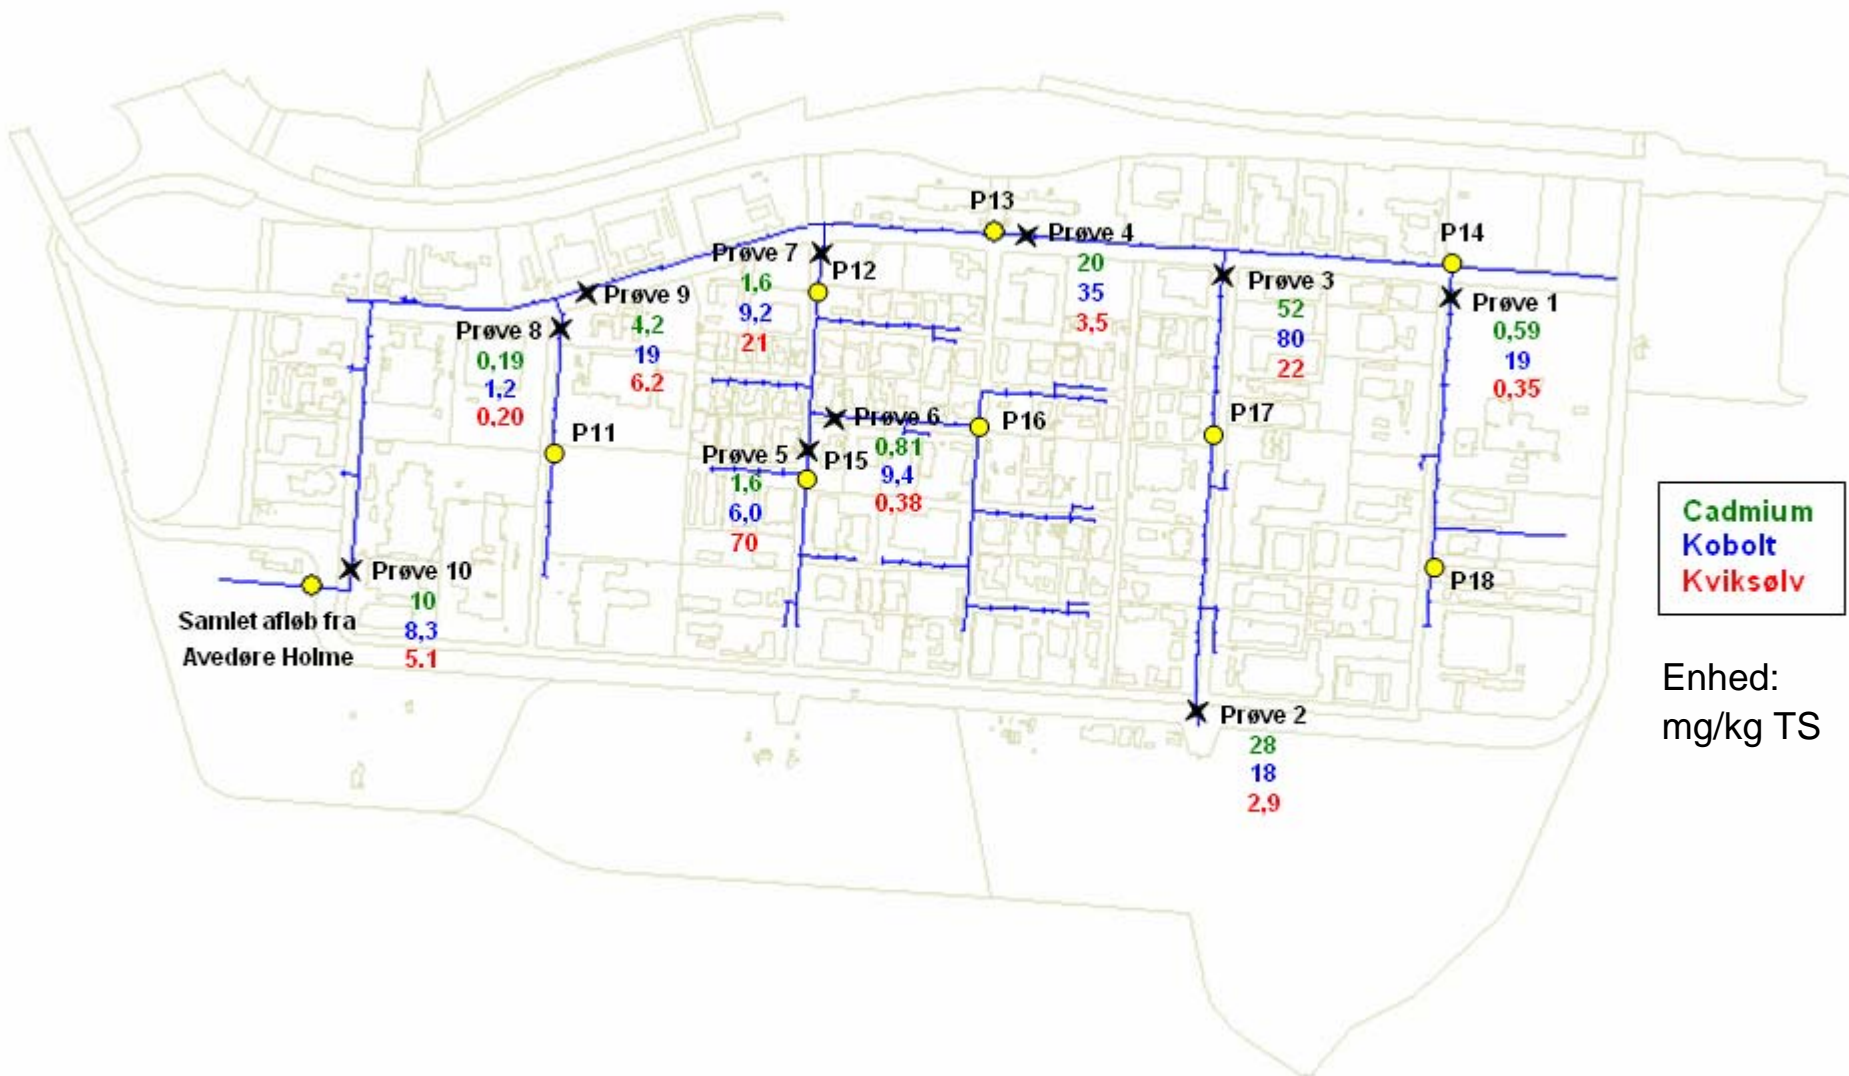 P13
Prøve 4
20
35
3,5
P14
Prøve 7
1,6
9,2
21
P12
Prøve 3
52
80
22
Prøve 1
0,59
19
0,35
Prøve 9
4,2
19
6.2
Prøve 8
0,19
1,2
0,20
P11
Prøve 6
0,81
9,4
0,38
P16
P17
Prøve 5
1,6
6,0
70
P15
Cadmium
Kobolt
Kviksølv
P18
Prøve 10
10
8,3
5.1
Samlet afløb fra
Avedøre Holme
Enhed:
mg/kg TS
Prøve 2
28
18
2,9